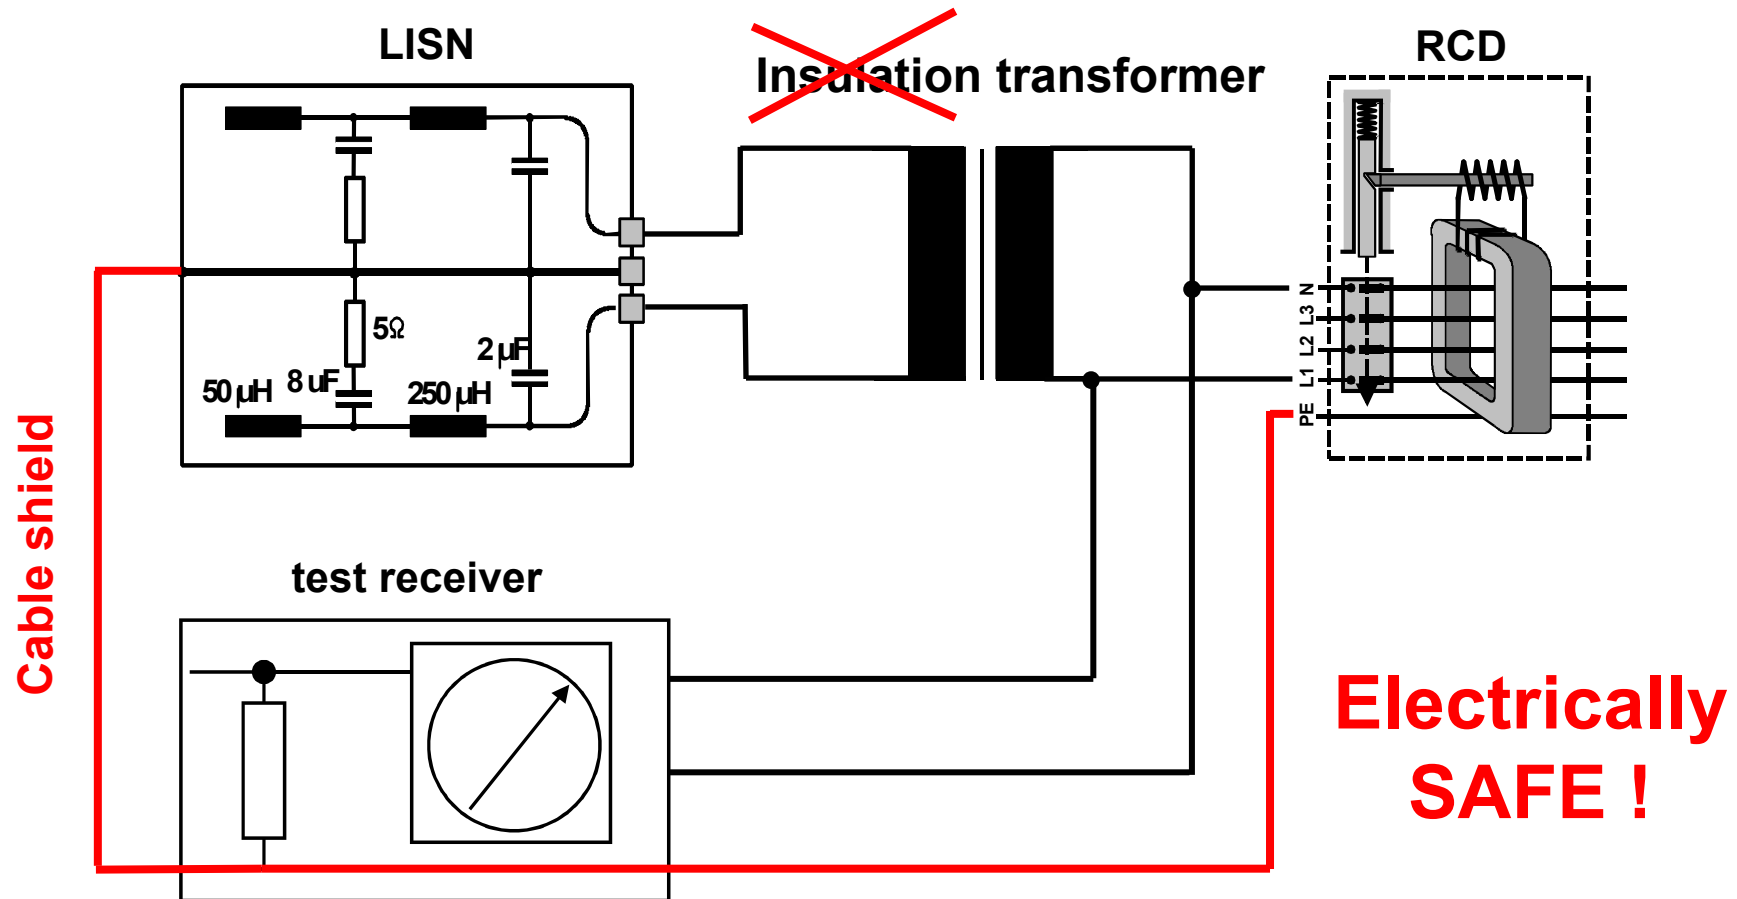 LISN
Insulation transformer
RCD
5Ω
2 µF
50 µH
8 uF
250 µH
N
L3
L2
L1
PE
Cable shield
test receiver
Electrically
SAFE !